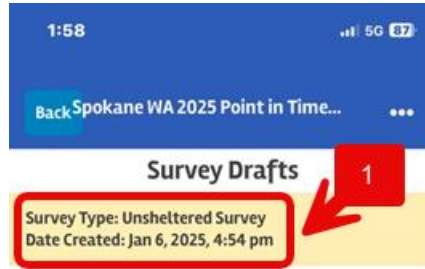 1:58 5G 87
Back Spokane WA 2025 Point in Time... •••
Survey Drafts
1
Survey Type: Unsheltered Survey
Date Created: Jan 6, 2025, 4:54 pm